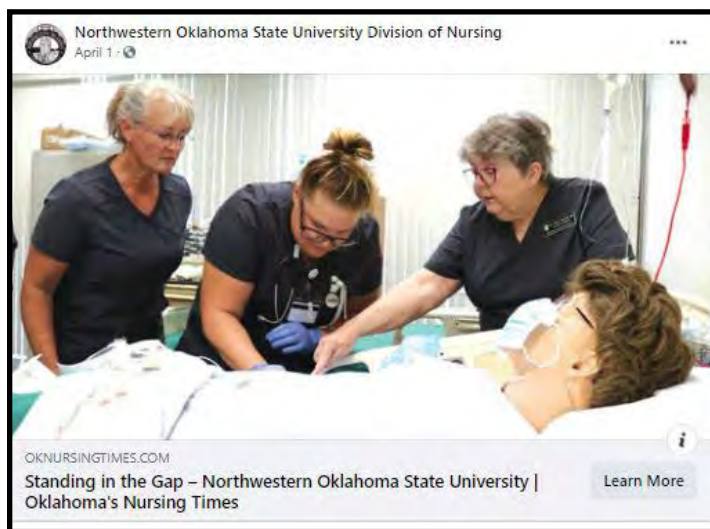 Northwestern Oklahoma State University Division of Nursing
April 1 ·
OKNURSINGTIMES.COM
Standing in the Gap – Northwestern Oklahoma State University |
Oklahoma's Nursing Times
Learn More